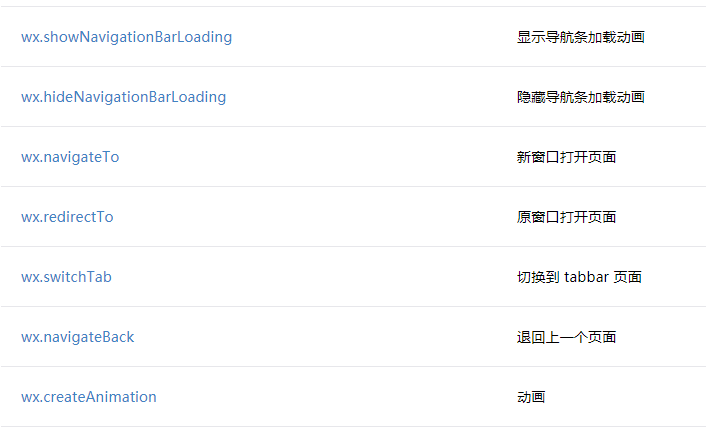 wx.showNavigationBarLoading 显示导航条加载动画
wx.hideNavigationBarLoading 隐藏导航条加载动画
wx.navigateTo 新窗口打开页面
wx.redirectTo 原窗口打开页面
wx.switchTab 切换到 tabbar 页面
wx.navigateBack 退回上一个页面
wx.createAnimation 动画